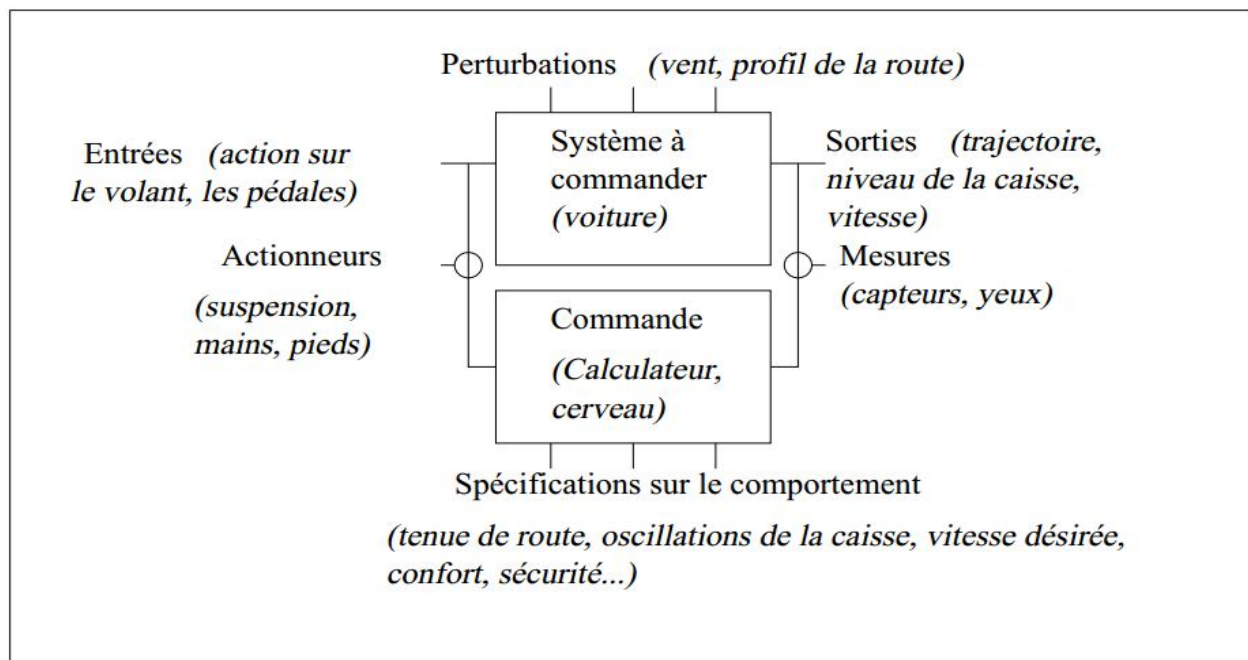 Perturbations (vent, profil de la route)
Entrées (action sur
le volant, les pédales)
Système à
commander
(voiture)
Sorties (trajectoire,
niveau de la caisse,
vitesse)
Actionneurs
(suspension,
mains, pieds)
Mesures
(capteurs, yeux)
Commande
(Calculateur,
cerveau)
Spécifications sur le comportement
(tenue de route, oscillations de la caisse, vitesse désirée,
confort, sécurité...)